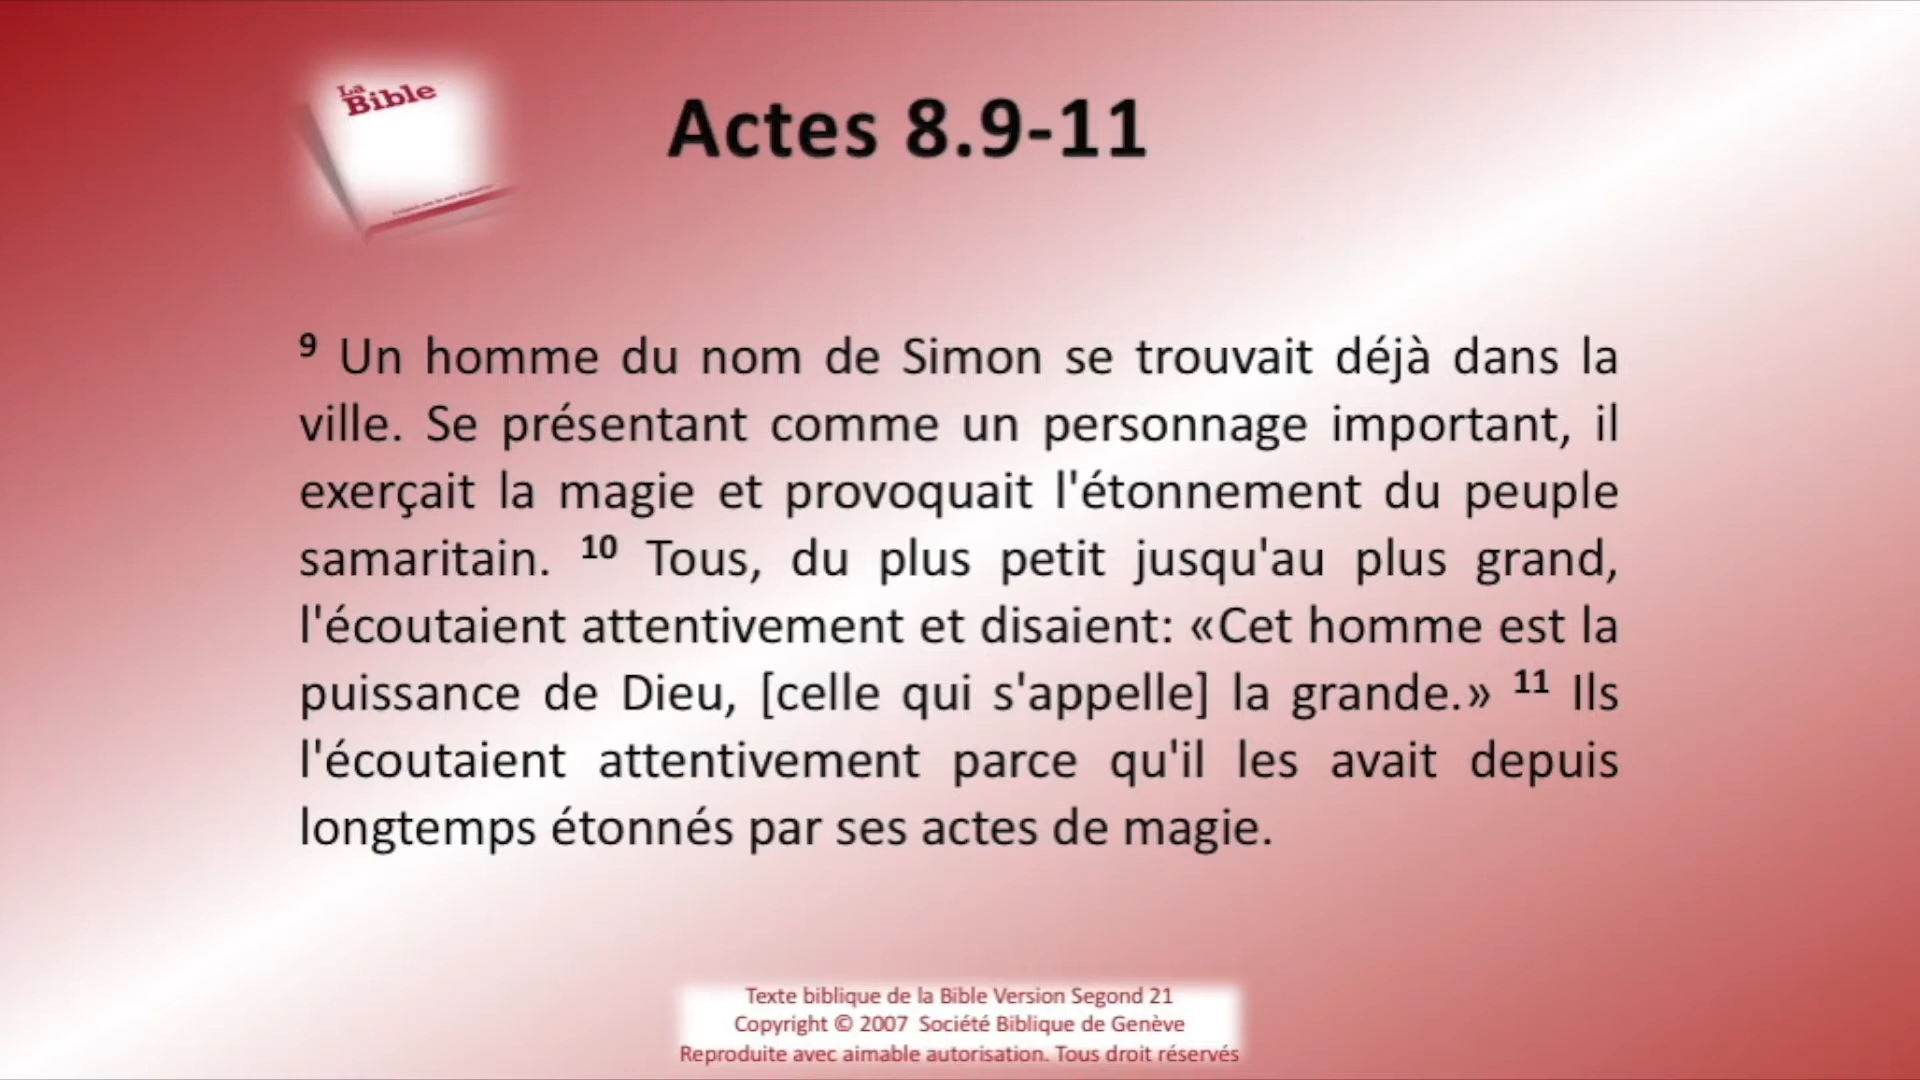 La
Bible
Actes 8.9-11
9 Un homme du nom de Simon se trouvait déjà dans la
ville. Se présentant comme un personnage important, il
exerçait la magie et provoquait l'étonnement du peuple
samaritain. 10 Tous, du plus petit jusqu'au plus grand,
l'écoutaient attentivement et disaient: «Cet homme est la
puissance de Dieu, [celle qui s'appelle] la grande.» 11 Ils
l'écoutaient attentivement parce qu'il les avait depuis
longtemps étonnés par ses actes de magie.
Texte biblique de la Bible Version Segond 21
Copyright © 2007 Société Biblique de Genève
Reproduite avec aimable autorisation. Tous droit réservés